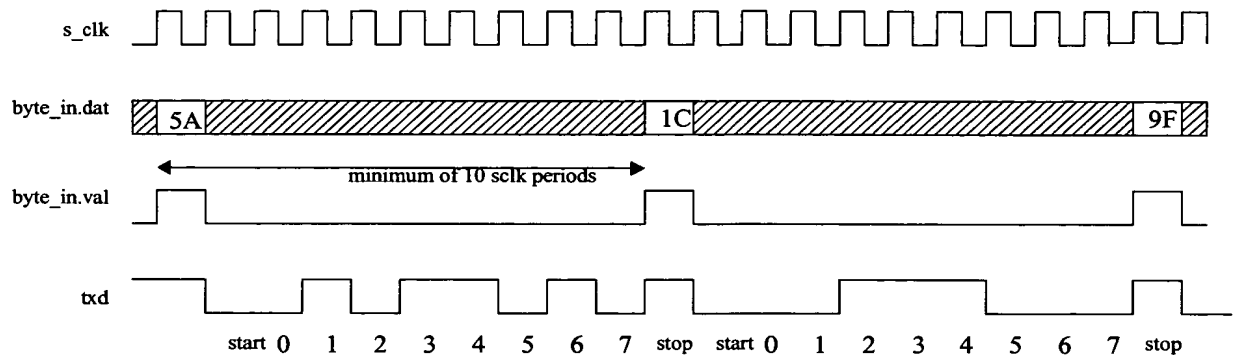 s_clk
byte_in.dat
5A
1C
9F
minimum of 10 sclk periods
byte_in.val
txd
start 0 1 2 3 4 5 6 7 stop start 0 1 2 3 4 5 6 7 stop